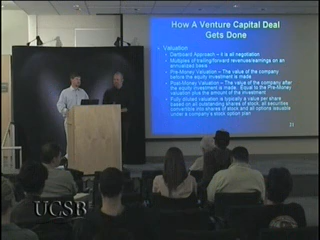 How A Venture Capital Deal
Gets Done
• Valuation
– Dartboard Approach – it is all negotiation
– Multiples of trailing/forward revenues/earnings on
an annualized basis
– Pre-Money Valuation – The value of the company
before the equity investment is made.
– Post-Money Valuation – The value of the company after
the equity investment is made. Equal to the Pre-Money
valuation plus the amount of the investment
– Fully diluted valuation is typically a value per share
based on all outstanding shares of stock, all securities
convertible into shares of stock and all options issuable
under a company's stock option plan
UCSB